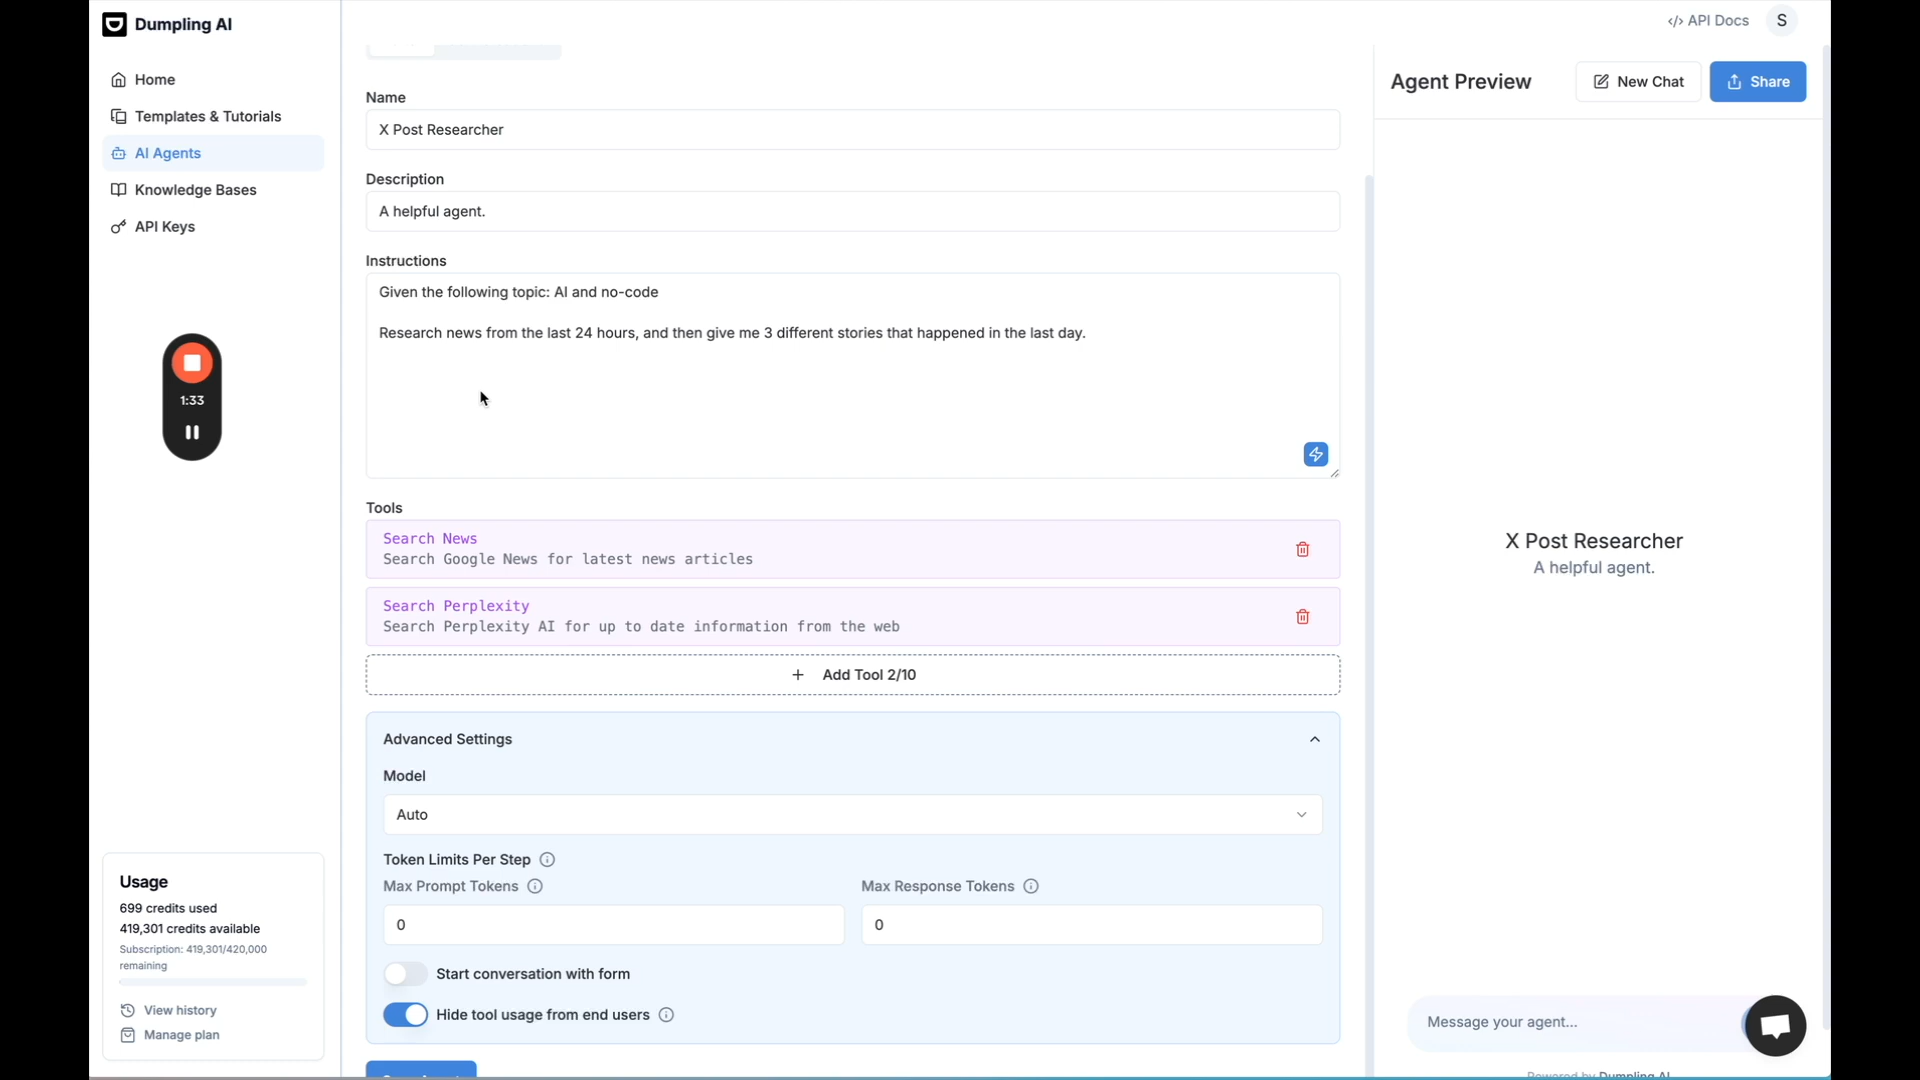 Dumpling AI
Home
Templates & Tutorials
AI Agents
Knowledge Bases
API Keys
1:33
Usage
699 credits used
419,301 credits available
Subscription: 419,301/420,000
remaining
View history
Manage plan
</> API Docs
S
Name
X Post Researcher
Description
A helpful agent.
Instructions
Given the following topic: AI and no-code
Research news from the last 24 hours, and then give me 3 different stories that happened in the last day.
Tools
Search News
Search Google News for latest news articles
Search Perplexity
Search Perplexity AI for up to date information from the web
+ Add Tool 2/10
Advanced Settings
Model
Auto
Token Limits Per Step
Max Prompt Tokens
Max Response Tokens
0
0
Start conversation with form
Hide tool usage from end users
Agent Preview
New Chat
Share
X Post Researcher
A helpful agent.
Message your agent...
Powered by Dumpling AI